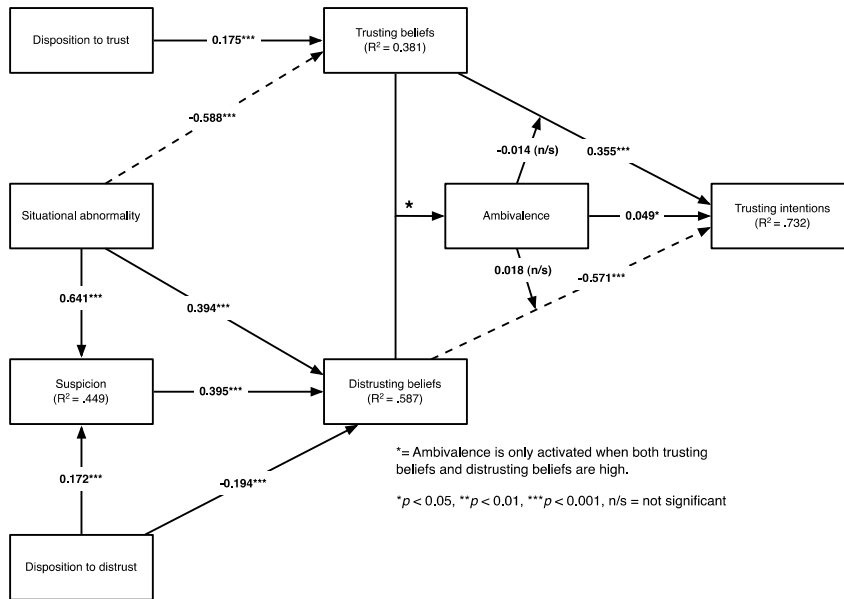 Disposition to trust
0.175***
Trusting beliefs
(R² = 0.381)
-0.588***
-0.014 (n/s)
0.355***
Situational abnormality
*
Ambivalence
0.049*
Trusting intentions
(R² = .732)
0.018 (n/s)
-0.571***
0.641***
0.394***
Suspicion
(R² = .449)
0.395***
Distrusting beliefs
(R² = .587)
*= Ambivalence is only activated when both trusting
beliefs and distrusting beliefs are high.
0.172***
-0.194***
*p < 0.05, **p < 0.01, ***p < 0.001, n/s = not significant
Disposition to distrust